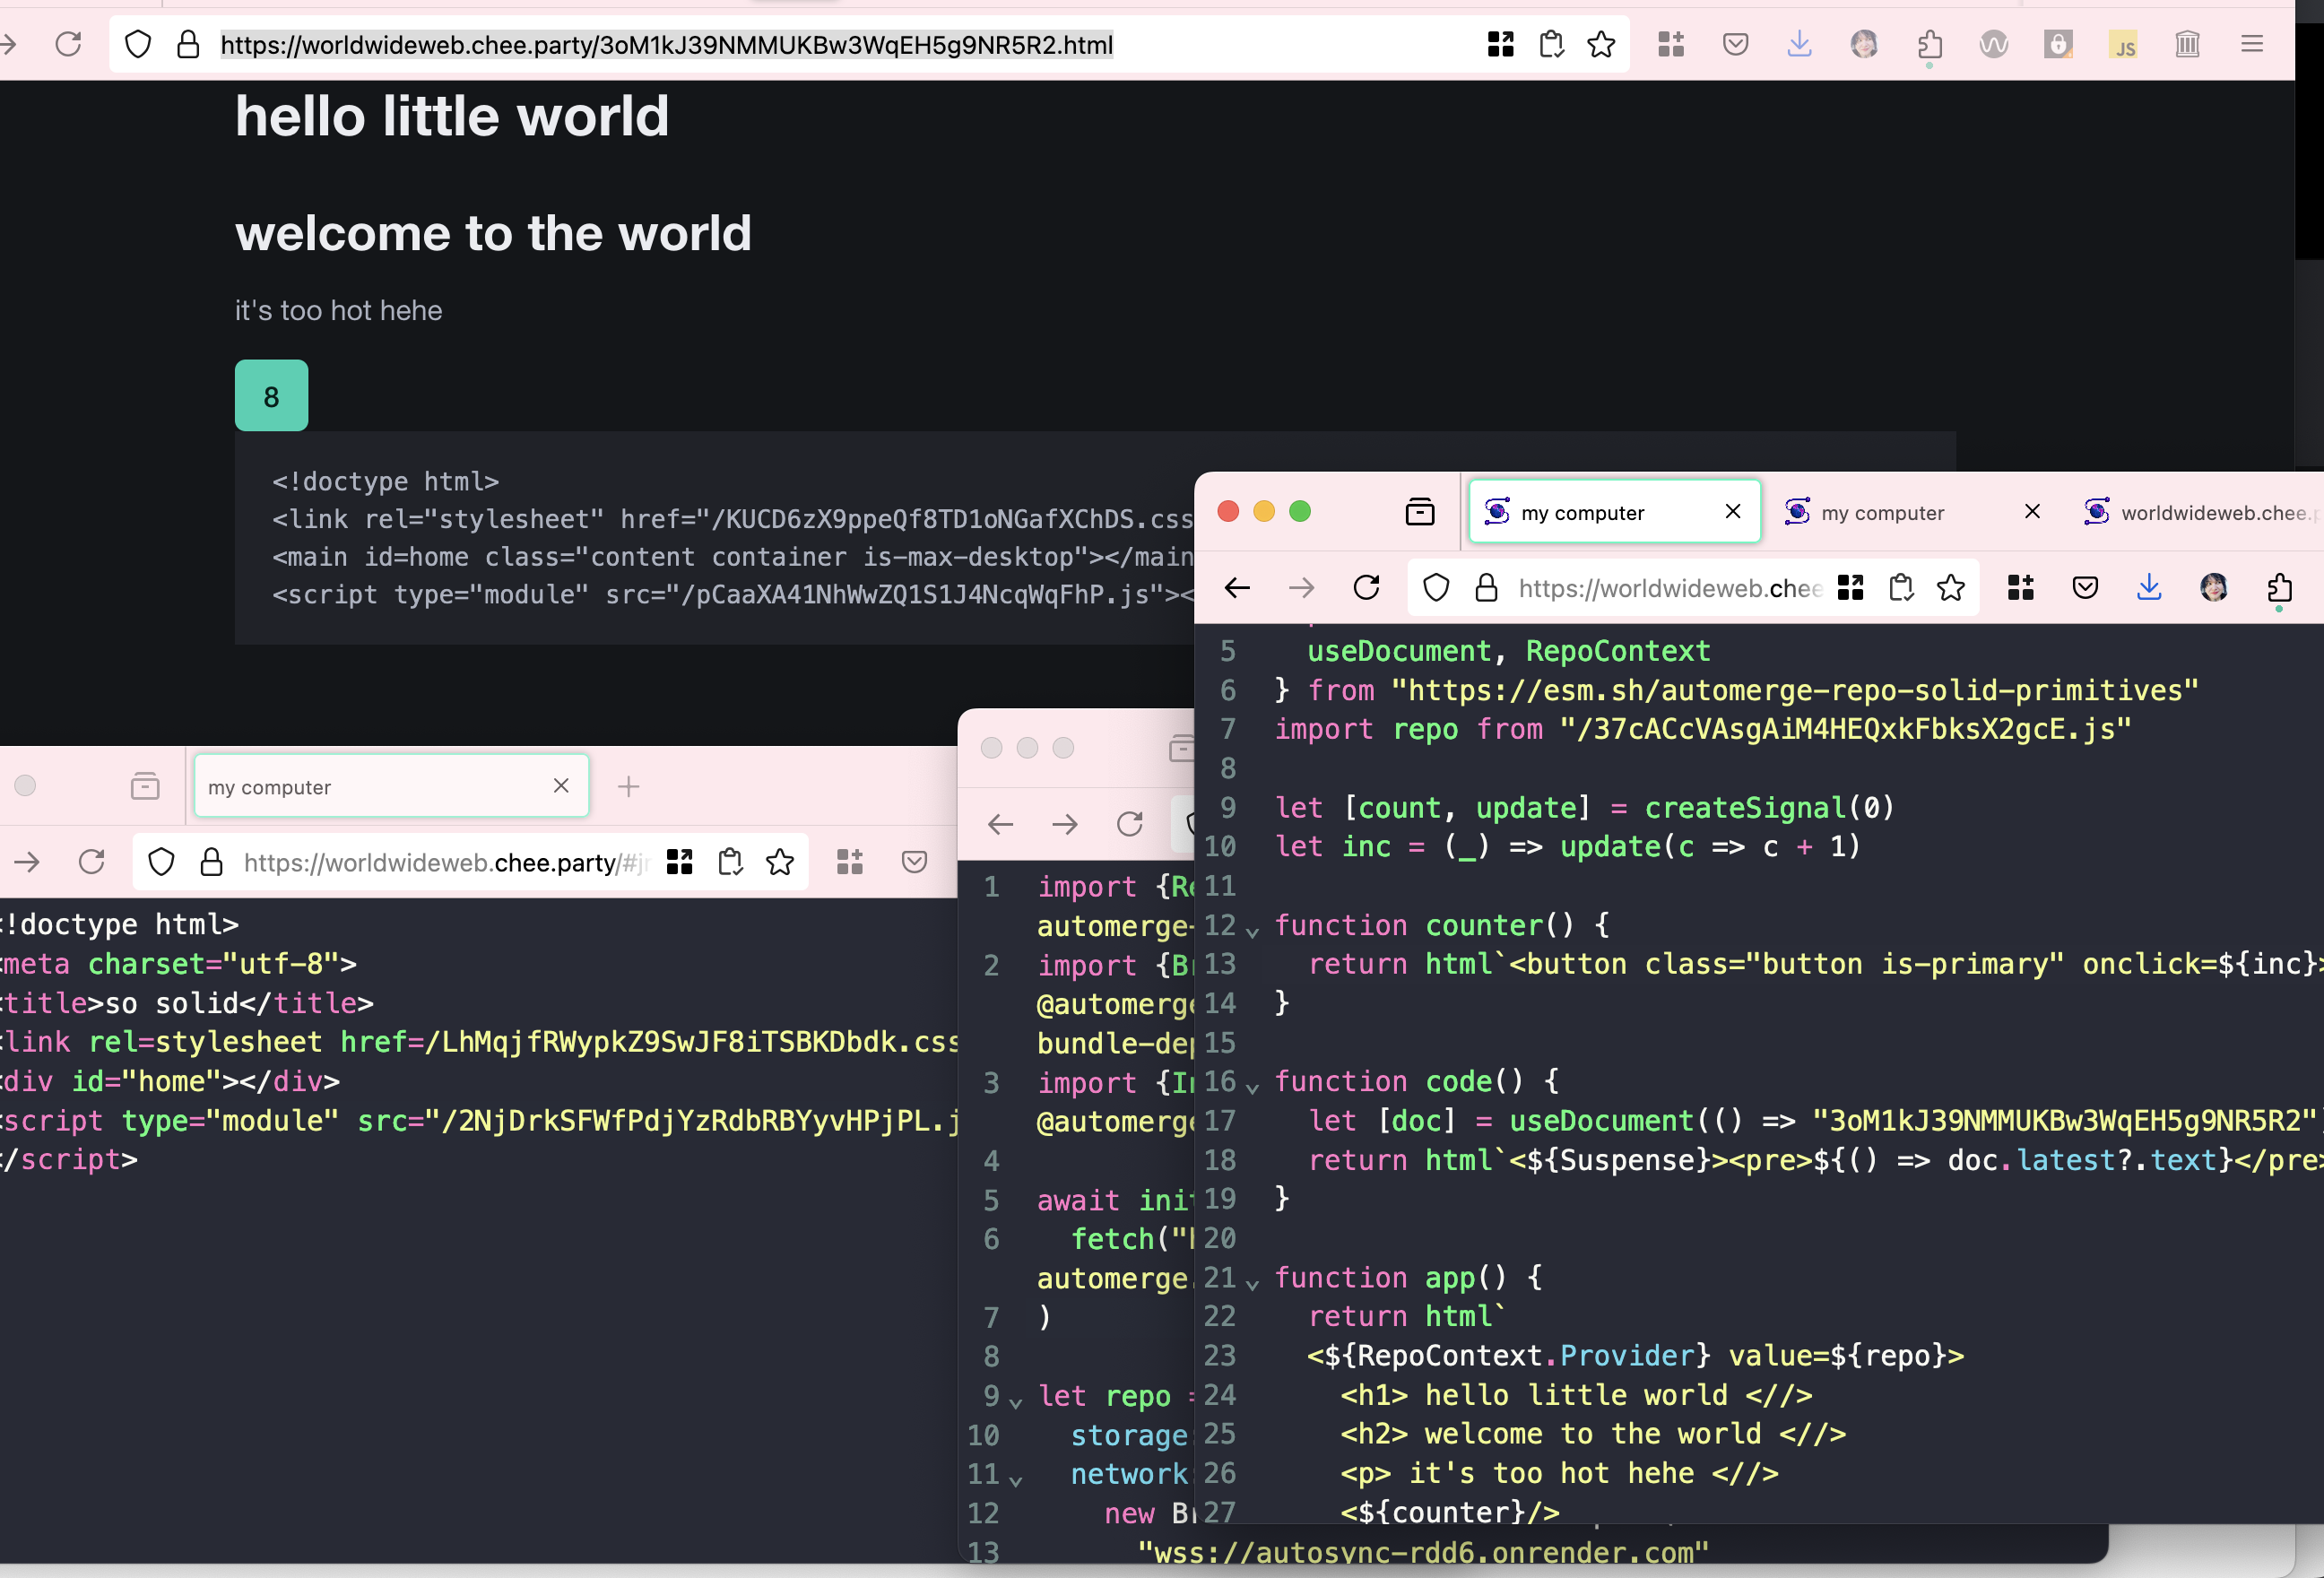 https://worldwideweb.chee.party/3oM1kJ39NMMUKBw3WqEH5g9NR5R2.html
JS
hello little world
welcome to the world
it's too hot hehe
8
<!doctype html>
<link rel="stylesheet" href="/KUCD6zX9ppeQf8TD1oNGafXChDS.css
<main id=home class="content container is-max-desktop"></main
<script type="module" src="/pCaaXA41NhWwZQ1S1J4NcqWqFhP.js"><
my computer
my computer
worldwideweb.chee.p
https://worldwideweb.chee
5 useDocument, RepoContext
6 } from "https://esm.sh/automerge-repo-solid-primitives"
7 import repo from "/37cACcVAsgAiM4HEQxkFbksX2gcE.js"
8
9 let [count, update] = createSignal(0)
10 let inc = (_) => update(c => c + 1)
11
12 function counter() {
13 return html`<button class="button is-primary" onclick=${inc}>
14 }
15
16 function code() {
17 let [doc] = useDocument(() => "3oM1kJ39NMMUKBw3WqEH5g9NR5R2"
18 return html`<${Suspense}><pre>${() => doc.latest?.text}</pre>
19 }
20
21 function app() {
22 return html`
23 <${RepoContext.Provider} value=${repo}>
24 <h1> hello little world <//>
25 <h2> welcome to the world <//>
26 <p> it's too hot hehe <//>
27 <${counter}/>
my computer
https://worldwideweb.chee.party/#j
<!doctype html>
<meta charset="utf-8">
<title>so solid</title>
<link rel=stylesheet href=/LhMqjfRWypkZ9SwJF8iTSBKDbdk.css
<div id="home"></div>
<script type="module" src="/2NjDrkSFWfPdjYzRdbRBYyvHPjPL.j
</script>
1 import {Re
automerge-
2 import {Br
@automerge
bundle-dep
3 import {In
@automerge
4
5 await init
6 fetch("h
automerge.
7 )
8
9 let repo =
10 storage:
11 network:
12 new Br
13 "wss://autosync-rdd6.onrender.com"